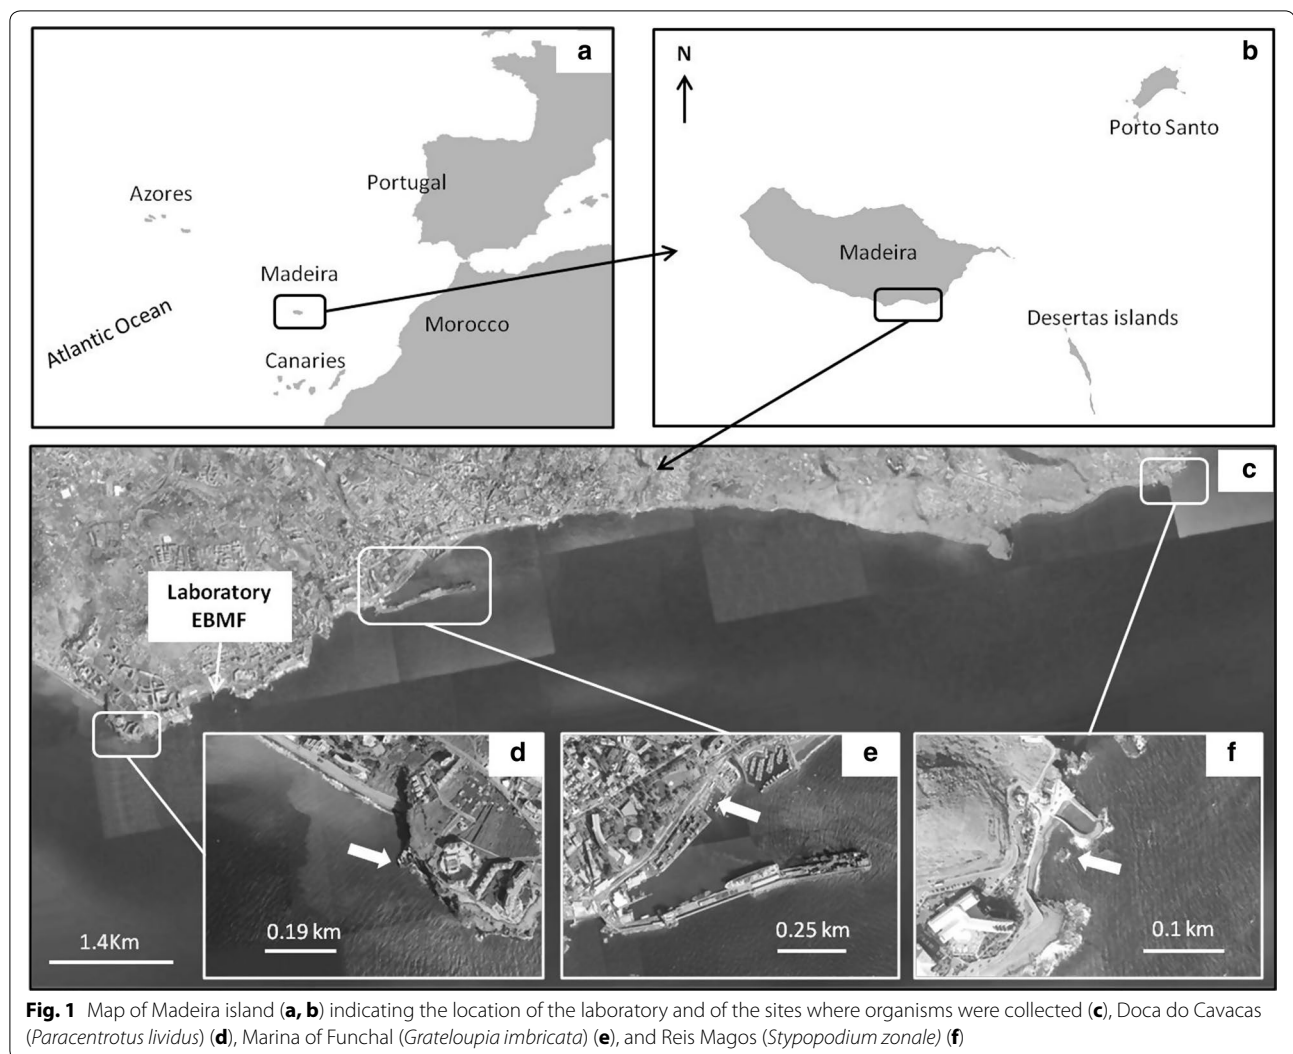 a
Azores
Portugal
Madeira
Atlantic Ocean
Morocco
Canaries
b
N
Porto Santo
Madeira
Desertas islands
c
Laboratory
EBMF
1.4Km
d
0.19 km
e
0.25 km
f
0.1 km
Fig. 1 Map of Madeira island (a, b) indicating the location of the laboratory and of the sites where organisms were collected (c), Doca do Cavacas
(Paracentrotus lividus) (d), Marina of Funchal (Grateloupia imbricata) (e), and Reis Magos (Stypopodium zonale) (f)